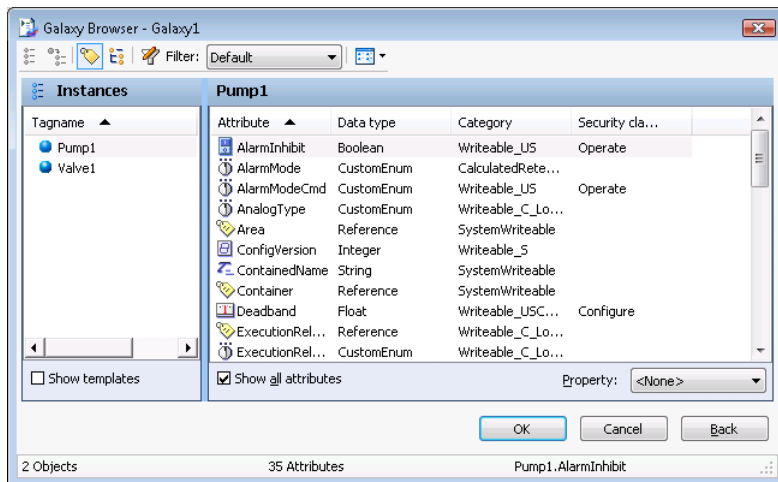 Galaxy Browser - Galaxy1
Filter: Default
Instances
Pump1
Tagname
Attribute Data type Category Security cla...
Pump1
Valve1
AlarmInhibit Boolean Writeable_US Operate
AlarmMode CustomEnum CalculatedRete...
AlarmModeCmd CustomEnum Writeable_US Operate
AnalogType CustomEnum Writeable_C_Lo...
Area Reference SystemWriteable
ConfigVersion Integer Writeable_S
ContainedName String SystemWriteable
Container Reference SystemWriteable
Deadband Float Writeable_USC... Configure
ExecutionRel... Reference Writeable_C_Lo...
ExecutionRel... CustomEnum Writeable_C_Lo...
Show templates
Show all attributes
Property: <None>
OK Cancel Back
2 Objects 35 Attributes Pump1.AlarmInhibit